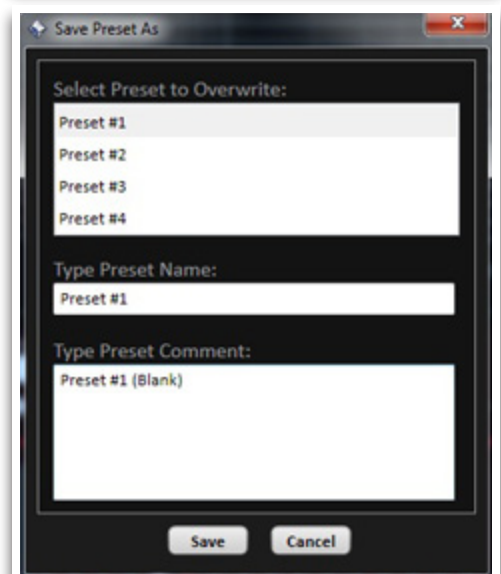 Save Preset As
Select Preset to Overwrite:
Preset #1
Preset #2
Preset #3
Preset #4
Type Preset Name:
Preset #1
Type Preset Comment:
Preset #1 (Blank)
Save
Cancel